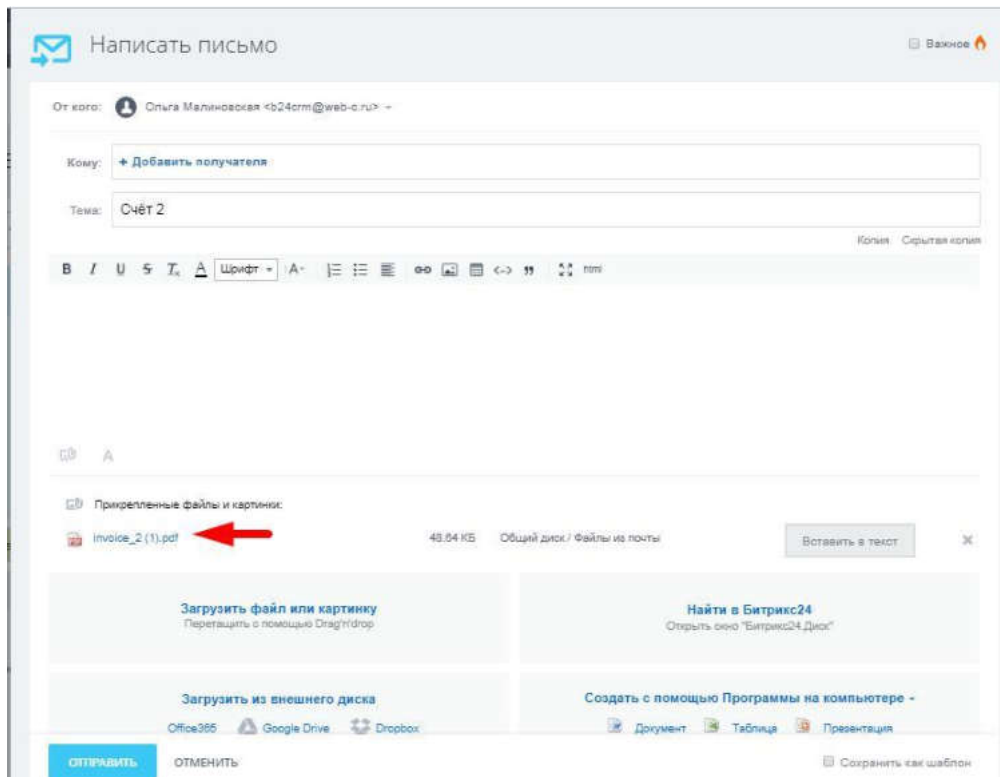 Написать письмо
Важное
От кого: Ольга Малиновская <b24crm@web-c.ru>
Кому: + Добавить получателя
Тема: Счёт 2
Копия Скрытая копия
B I U S Tx A Шрифт A html
A
Прикрепленные файлы и картинки:
invoice_2 (1).pdf 48.64 КБ Общий диск / Файлы из почты Вставить в текст
Загрузить файл или картинку
Перетащить с помощью Drag'n'drop
Найти в Битрикс24
Открыть окно "Битрикс24.Диск"
Загрузить из внешнего диска
Office365 Google Drive Dropbox
Создать с помощью Программы на компьютере
Документ Таблица Презентация
ОТПРАВИТЬ ОТМЕНИТЬ Сохранить как шаблон